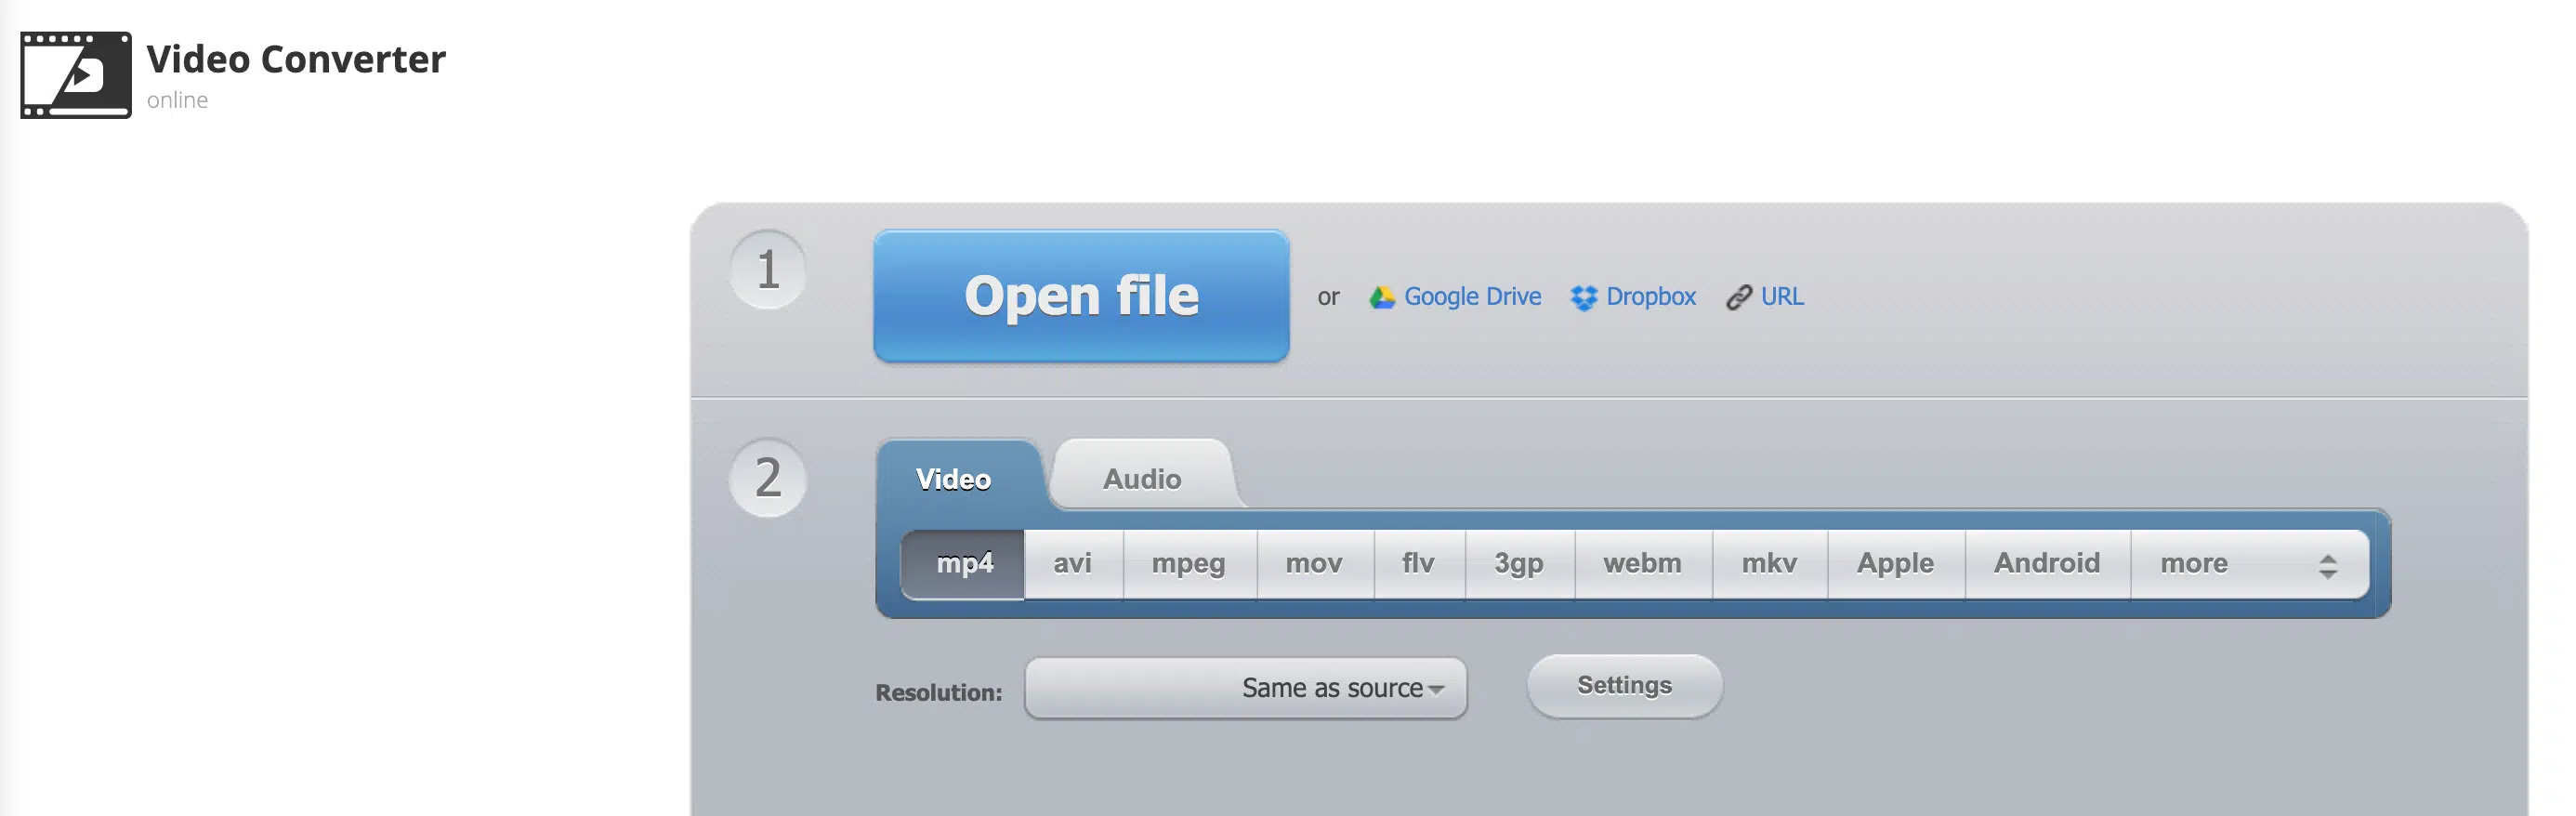 Video Converter
online
1
Open file
or Google Drive Dropbox URL
2
Video Audio
mp4 avi mpeg mov flv 3gp webm mkv Apple Android more
Resolution: Same as source Settings